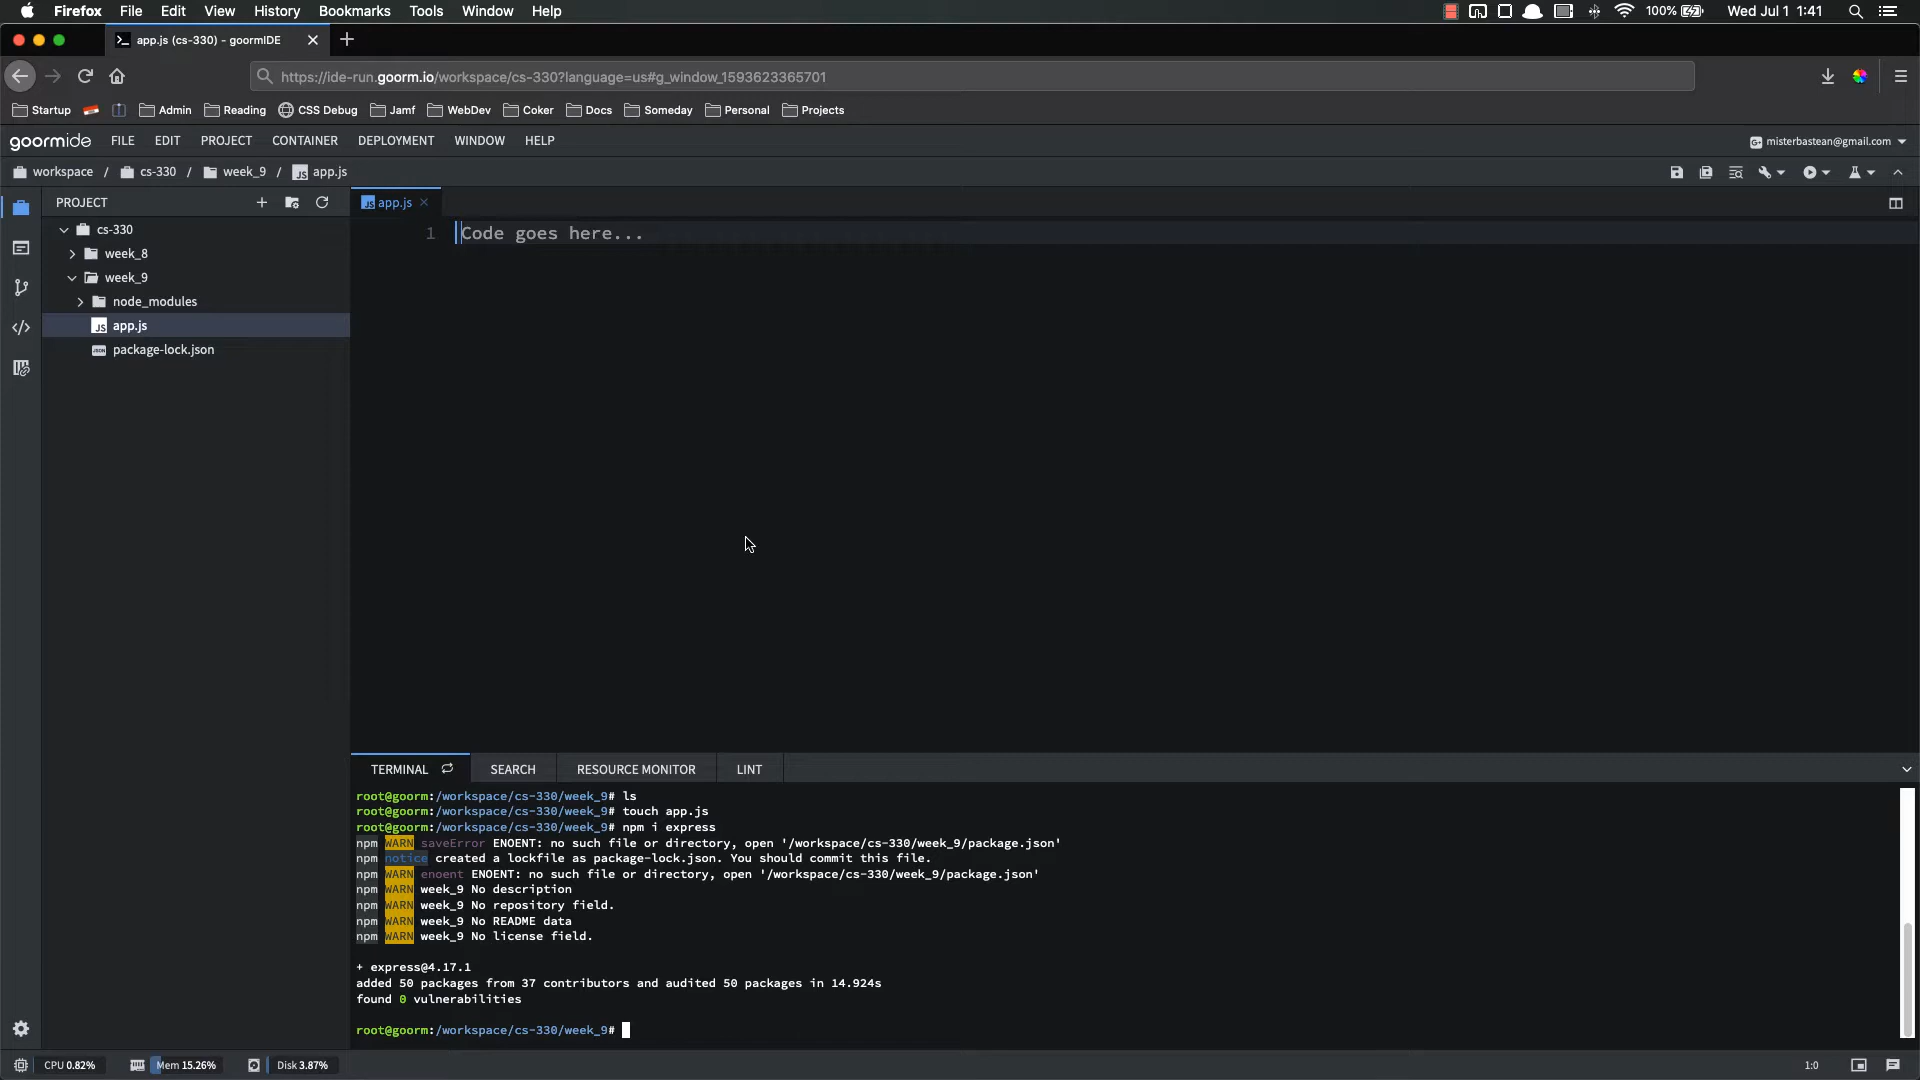 Firefox File Edit View History Bookmarks Tools Window Help 100% Wed Jul 1 1:41
app.js (cs-330) - goormIDE
https://ide-run.goorm.io/workspace/cs-330?language=us#g_window_1593623365701
Startup Admin Reading CSS Debug Jamf WebDev Coker Docs Someday Personal Projects
goormide FILE EDIT PROJECT CONTAINER DEPLOYMENT WINDOW HELP misterbastean@gmail.com
workspace / cs-330 / week_9 / JS app.js
PROJECT
JS app.js
cs-330
1 Code goes here...
week_8
week_9
node_modules
JS app.js
package-lock.json
TERMINAL SEARCH RESOURCE MONITOR LINT
root@goorm:/workspace/cs-330/week_9# ls
root@goorm:/workspace/cs-330/week_9# touch app.js
root@goorm:/workspace/cs-330/week_9# npm i express
npm WARN saveError ENOENT: no such file or directory, open '/workspace/cs-330/week_9/package.json'
npm notice created a lockfile as package-lock.json. You should commit this file.
npm WARN enoent ENOENT: no such file or directory, open '/workspace/cs-330/week_9/package.json'
npm WARN week_9 No description
npm WARN week_9 No repository field.
npm WARN week_9 No README data
npm WARN week_9 No license field.
+ express@4.17.1
added 50 packages from 37 contributors and audited 50 packages in 14.924s
found 0 vulnerabilities
root@goorm:/workspace/cs-330/week_9#
CPU 0.82% Mem 15.26% Disk 3.87% 1:0